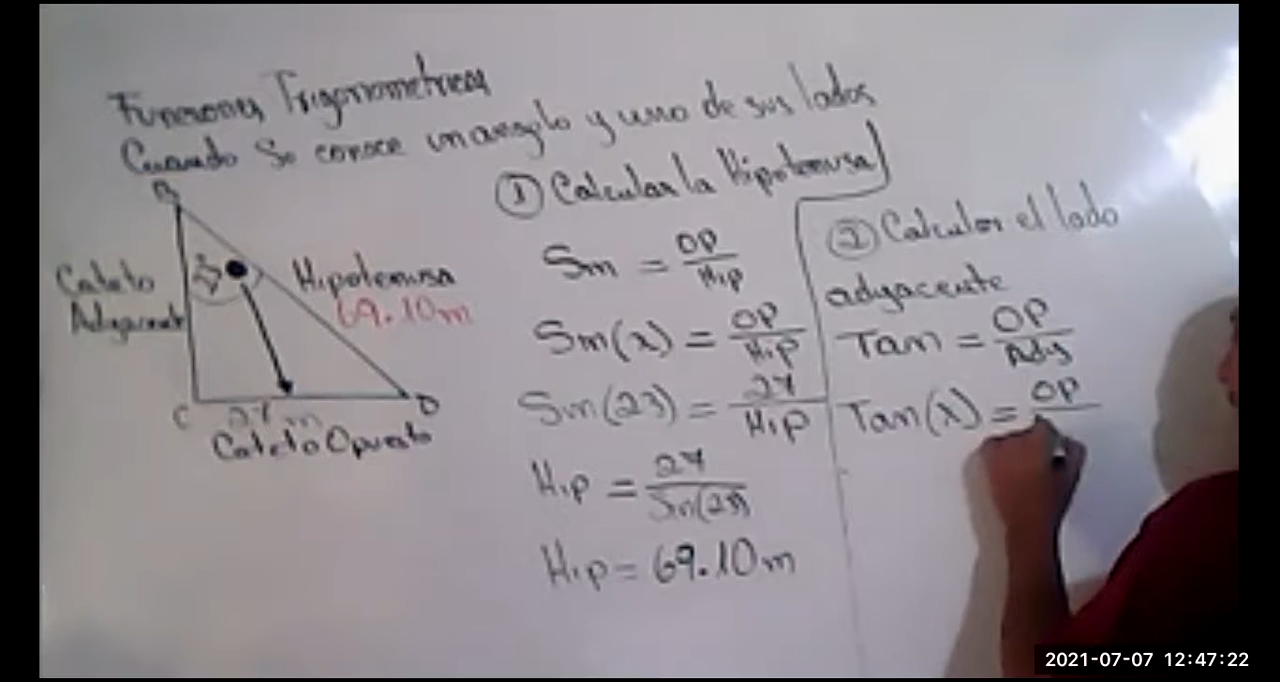 Funciones Trigonometricas
Cuando Se conoce un angulo y uno de sus lados
B
Cateto
Adyacente
Hipotenusa
69.10m
C
27 m
D
Cateto Opuesto
① Calcular la Hipotenusa
Sin = OP/Hip
Sin(x) = OP/Hip
Sin(23) = 27/Hip
Hip = 27/Sin(23)
Hip = 69.10m
② Calcular el lado
adyacente
Tan = OP/Ady
Tan(x) = OP
2021-07-07 12:47:22